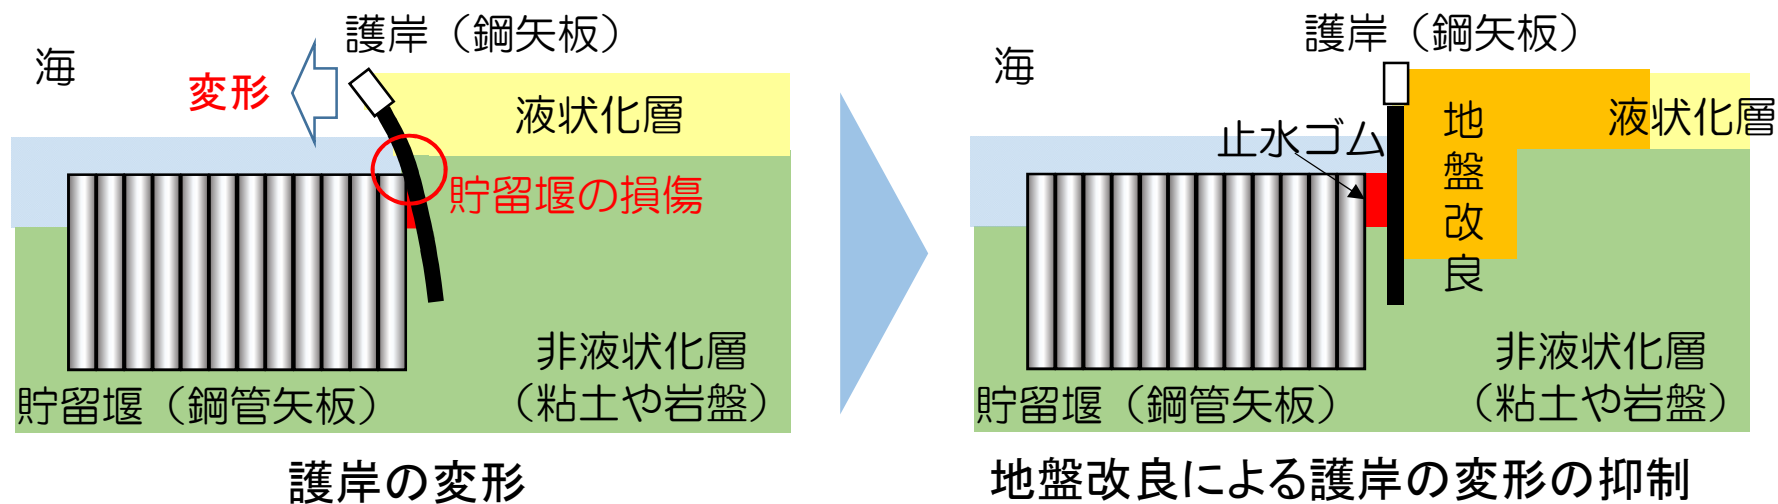 護岸（鋼矢板）
海
変形
液状化層
貯留堰の損傷
非液状化層
（粘土や岩盤）
貯留堰（鋼管矢板）
護岸の変形
護岸（鋼矢板）
海
止水ゴム
地盤改良
液状化層
非液状化層
（粘土や岩盤）
貯留堰（鋼管矢板）
地盤改良による護岸の変形の抑制